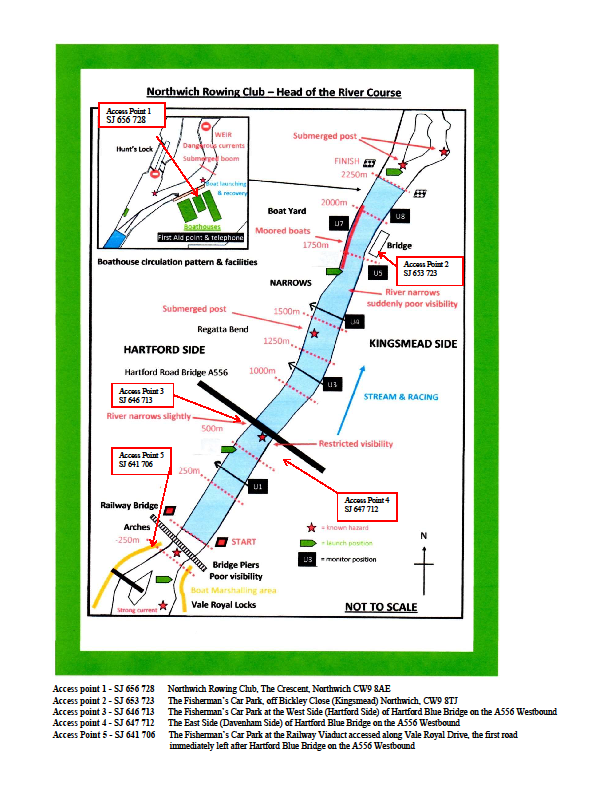 Northwich Rowing Club – Head of the River Course
Access Point 1
SJ 656 728
WEIR
Dangerous currents
Submerged boom
Hunt's Lock
Boat launching
& recovery
Boathouses
First Aid point & telephone
Boathouse circulation pattern & facilities
Submerged post
FINISH
2250m
2000m
Boat Yard
U7
U8
Moored boats
1750m
Bridge
Access Point 2
SJ 653 723
U5
NARROWS
River narrows
suddenly poor visibility
Submerged post
1500m
U4
Regatta Bend
1250m
KINGSMEAD SIDE
HARTFORD SIDE
1000m
Hartford Road Bridge A556
U3
STREAM & RACING
Access Point 3
SJ 646 713
River narrows slightly
500m
Restricted visibility
Access Point 5
SJ 641 706
250m
U1
Access Point 4
SJ 647 712
Railway Bridge
Arches
-250m
START
= known hazard
= launch position
U3 = monitor position
N
Bridge Piers
Poor visibility
Boat Marshalling area
Strong current
Vale Royal Locks
NOT TO SCALE
Access point 1 - SJ 656 728 Northwich Rowing Club, The Crescent, Northwich CW9 8AE
Access point 2 - SJ 653 723 The Fisherman's Car Park, off Bickley Close (Kingsmead) Northwich, CW9 8TJ
Access point 3 - SJ 646 713 The Fisherman's Car Park at the West Side (Hartford Side) of Hartford Blue Bridge on the A556 Westbound
Access point 4 - SJ 647 712 The East Side (Davenham Side) of Hartford Blue Bridge on the A556 Westbound
Access Point 5 - SJ 641 706 The Fisherman's Car Park at the Railway Viaduct accessed along Vale Royal Drive, the first road
immediately left after Hartford Blue Bridge on the A556 Westbound